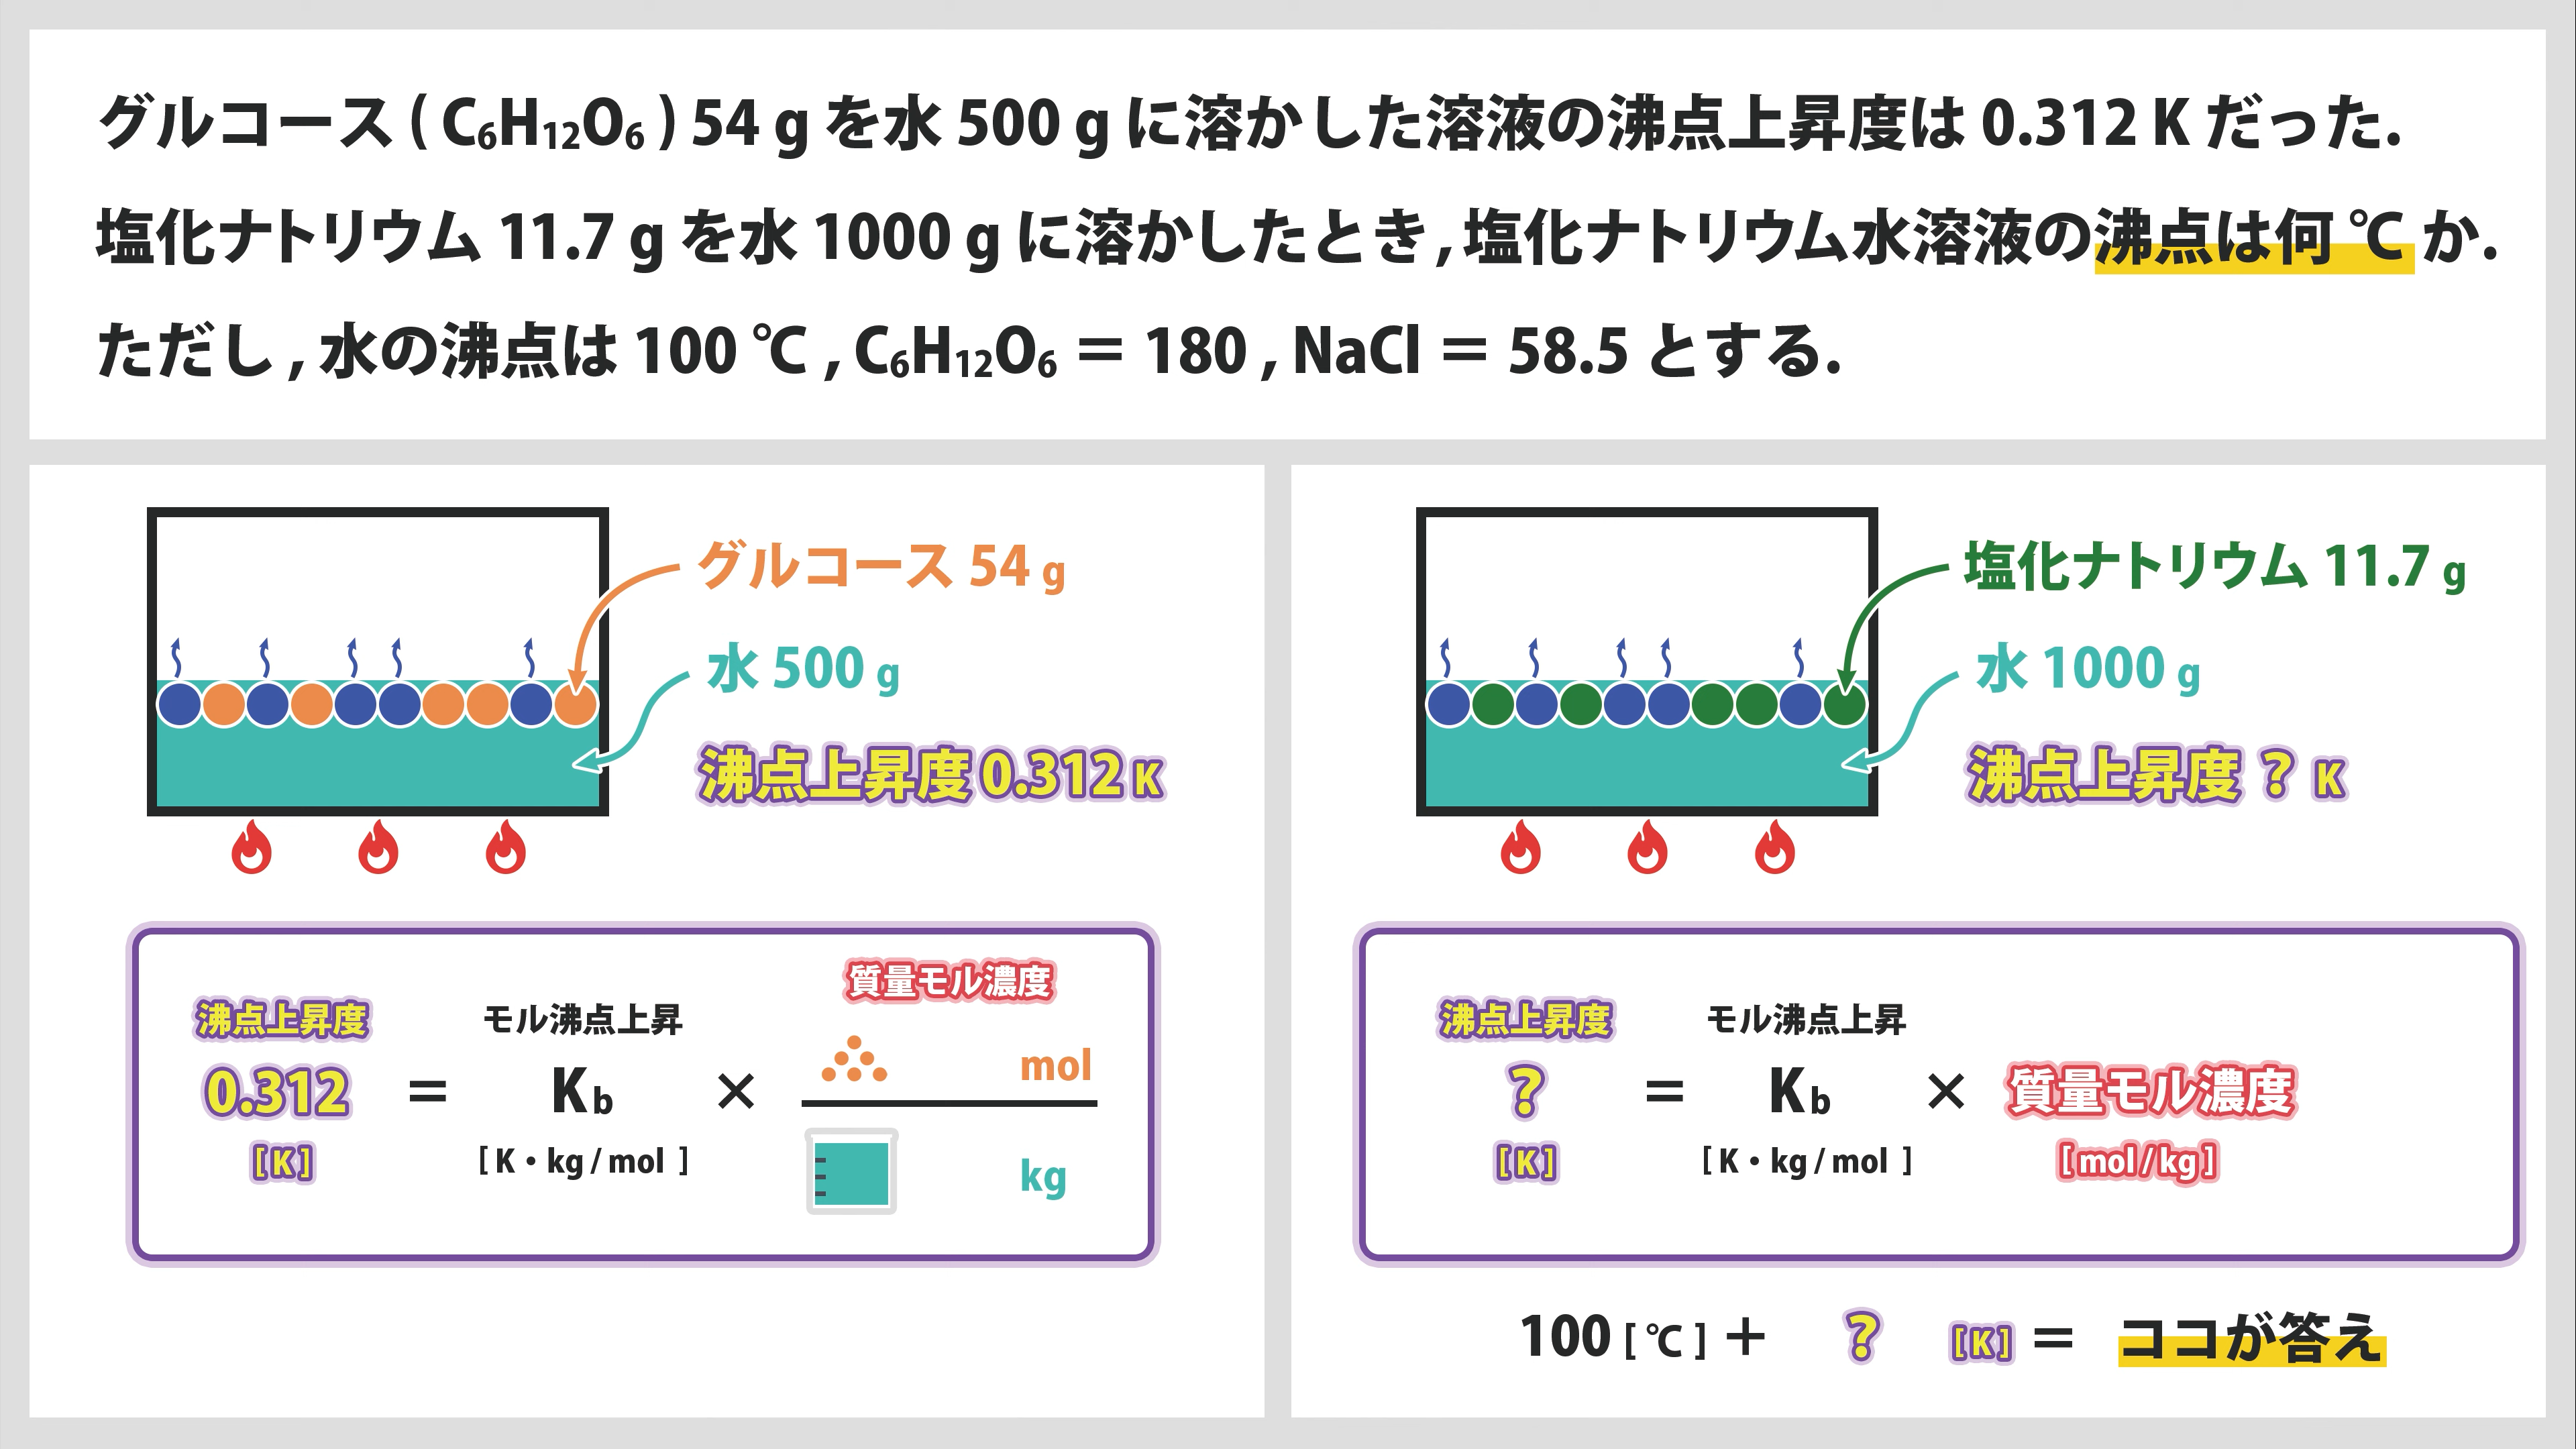 グルコース ( C₆H₁₂O₆ ) 54 g を水 500 g に溶かした溶液の沸点上昇度は 0.312 K だった.
塩化ナトリウム 11.7 g を水 1000 g に溶かしたとき , 塩化ナトリウム水溶液の沸点は何 ℃ か.
ただし , 水の沸点は 100 ℃ , C₆H₁₂O₆ = 180 , NaCl = 58.5 とする.
グルコース 54 g
水 500 g
沸点上昇度 0.312 K
質量モル濃度
沸点上昇度
モル沸点上昇
mol
0.312 = Kb ×
[ K ]
[ K・kg / mol ]
kg
塩化ナトリウム 11.7 g
水 1000 g
沸点上昇度 ? K
沸点上昇度
モル沸点上昇
? = Kb × 質量モル濃度
[ K ]
[ K・kg / mol ]
[ mol / kg ]
100 [ ℃ ] + ? [ K ] = ココが答え